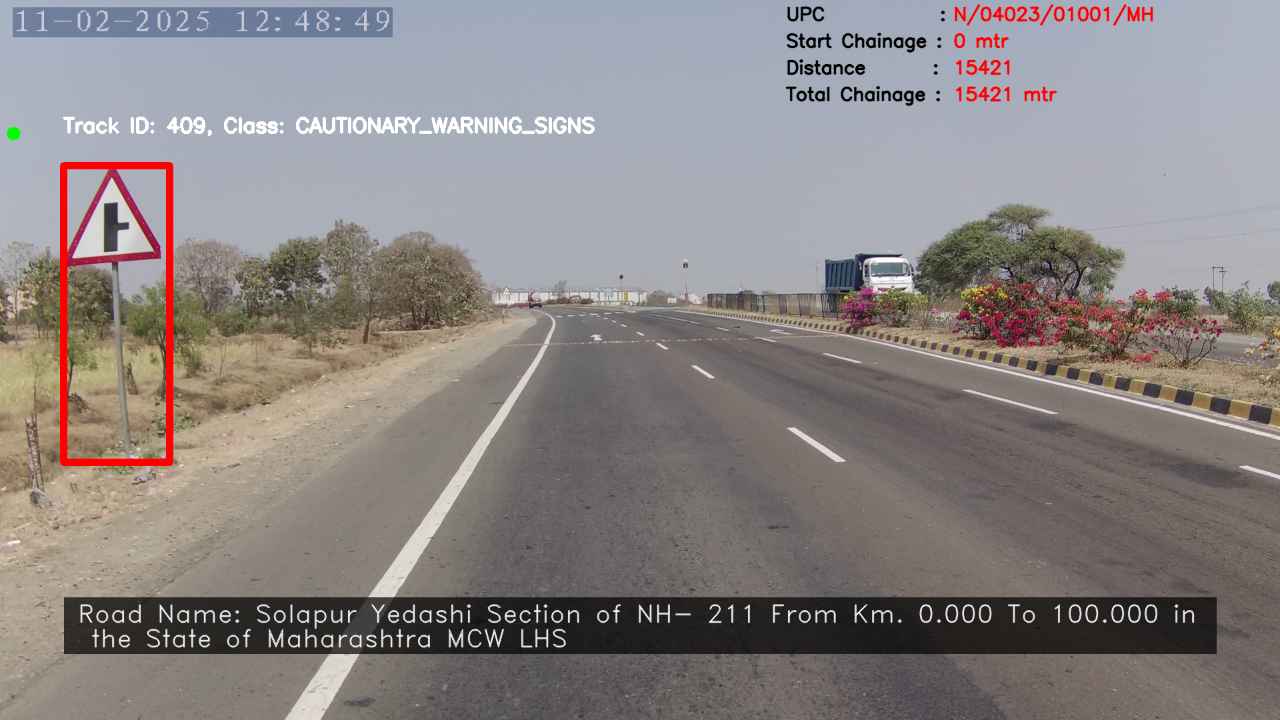 11-02-2025 12:48:49
UPC : N/04023/01001/MH
Start Chainage : 0 mtr
Distance : 15421
Total Chainage : 15421 mtr
Track ID: 409, Class: CAUTIONARY_WARNING_SIGNS
Road Name: Solapur Yedashi Section of NH- 211 From Km. 0.000 To 100.000 in
the State of Maharashtra MCW LHS